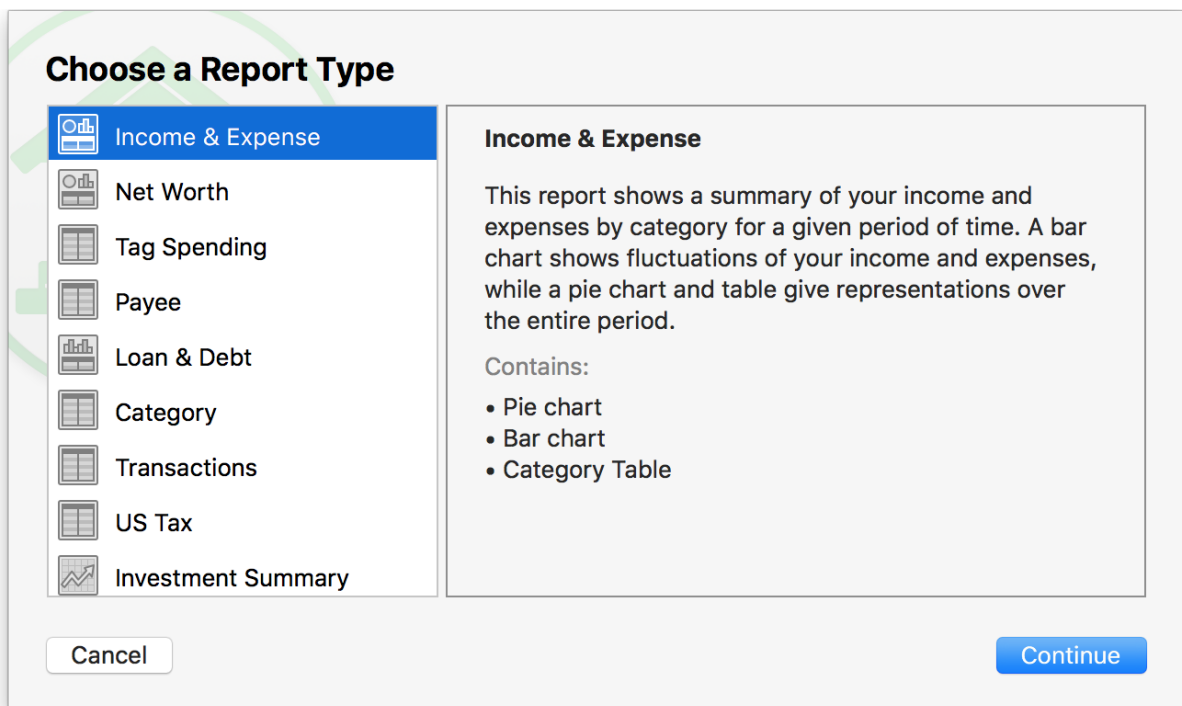 Choose a Report Type
Income & Expense
Net Worth
Tag Spending
Payee
Loan & Debt
Category
Transactions
US Tax
Investment Summary
Income & Expense
This report shows a summary of your income and
expenses by category for a given period of time. A bar
chart shows fluctuations of your income and expenses,
while a pie chart and table give representations over
the entire period.
Contains:
• Pie chart
• Bar chart
• Category Table
Cancel
Continue